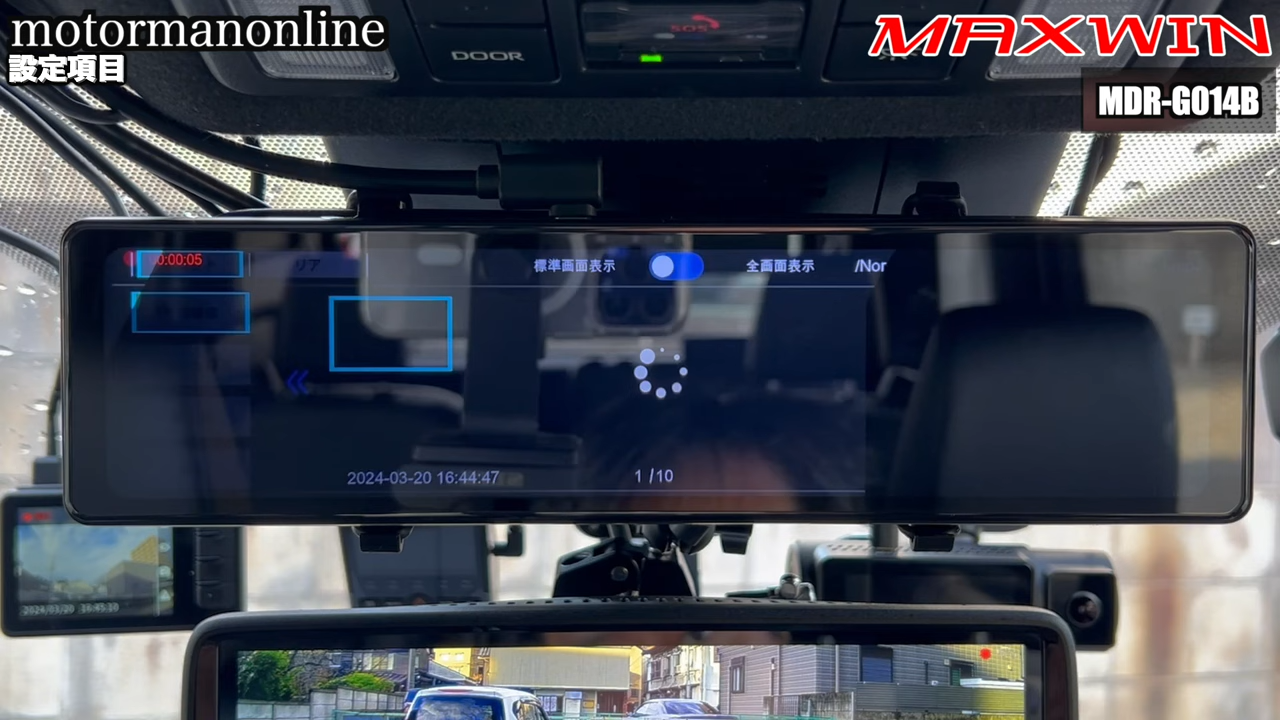 motormanonline
設定項目
MAXWIN
MDR-G014B
SOS
DOOR
00:00:05
リア
標準画面表示
全画面表示
/Nor
2024-03-20 16:44:47
1 /10
2024/03/20 16:45:10